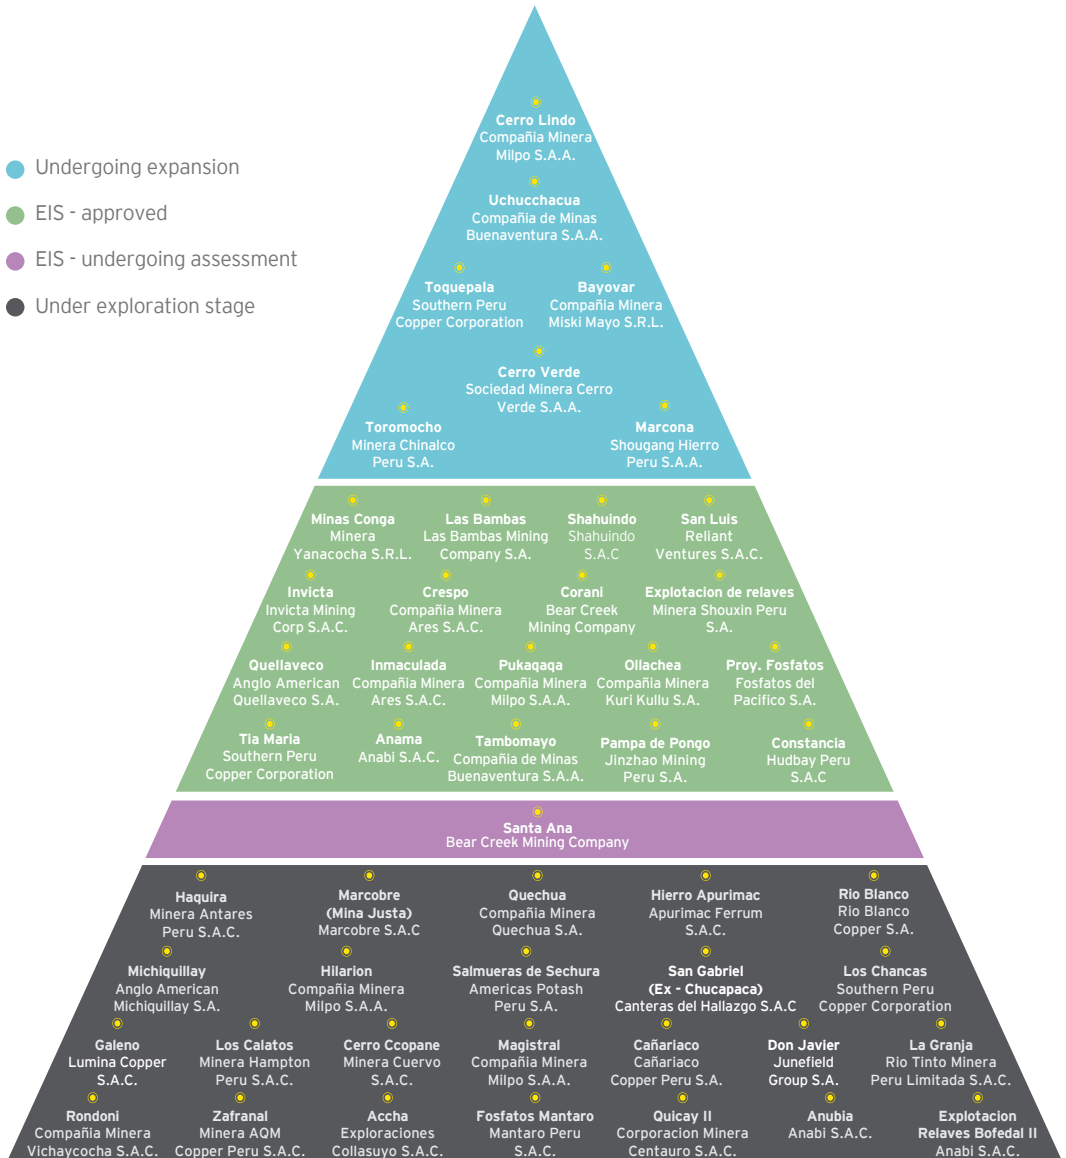 Undergoing expansion
EIS - approved
EIS - undergoing assessment
Under exploration stage
Cerro Lindo
Compañia Minera
Milpo S.A.A.
Uchucchacua
Compañia de Minas
Buenaventura S.A.A.
Toquepala
Southern Peru
Copper Corporation
Bayovar
Compañia Minera
Miski Mayo S.R.L.
Cerro Verde
Sociedad Minera Cerro
Verde S.A.A.
Toromocho
Minera Chinalco
Peru S.A.
Marcona
Shougang Hierro
Peru S.A.A.
Minas Conga
Minera
Yanacocha S.R.L.
Las Bambas
Las Bambas Mining
Company S.A.
Shahuindo
Shahuindo
S.A.C
San Luis
Reliant
Ventures S.A.C.
Invicta
Invicta Mining
Corp S.A.C.
Crespo
Compañia Minera
Ares S.A.C.
Corani
Bear Creek
Mining Company
Explotacion de relaves
Minera Shouxin Peru
S.A.
Quellaveco
Anglo American
Quellaveco S.A.
Inmaculada
Compañia Minera
Ares S.A.C.
Pukaqaqa
Compañia Minera
Milpo S.A.A.
Ollachea
Compañia Minera
Kuri Kullu S.A.
Proy. Fosfatos
Fosfatos del
Pacifico S.A.
Tia Maria
Southern Peru
Copper Corporation
Anama
Anabi S.A.C.
Tambomayo
Compañia de Minas
Buenaventura S.A.A.
Pampa de Pongo
Jinzhao Mining
Peru S.A.
Constancia
Hudbay Peru
S.A.C
Santa Ana
Bear Creek Mining Company
Haquira
Minera Antares
Peru S.A.C.
Marcobre
(Mina Justa)
Marcobre S.A.C
Quechua
Compañia Minera
Quechua S.A.
Hierro Apurimac
Apurimac Ferrum
S.A.C.
Rio Blanco
Rio Blanco
Copper S.A.
Michiquillay
Anglo American
Michiquillay S.A.
Hilarion
Compañia Minera
Milpo S.A.A.
Salmueras de Sechura
Americas Potash
Peru S.A.
San Gabriel
(Ex - Chucapaca)
Canteras del Hallazgo S.A.C
Los Chancas
Southern Peru
Copper Corporation
Galeno
Lumina Copper
S.A.C.
Los Calatos
Minera Hampton
Peru S.A.C.
Cerro Ccopane
Minera Cuervo
S.A.C.
Magistral
Compañia Minera
Milpo S.A.A.
Cañariaco
Cañariaco
Copper Peru S.A.
Don Javier
Junefield
Group S.A.
La Granja
Rio Tinto Minera
Peru Limitada S.A.C.
Rondoni
Compañia Minera
Vichaycocha S.A.C.
Zafranal
Minera AQM
Copper Peru S.A.C.
Accha
Exploraciones
Collasuyo S.A.C.
Fosfatos Mantaro
Mantaro Peru
S.A.C.
Quicay II
Corporacion Minera
Centauro S.A.C.
Anubia
Anabi S.A.C.
Explotacion
Relaves Bofedal II
Anabi S.A.C.